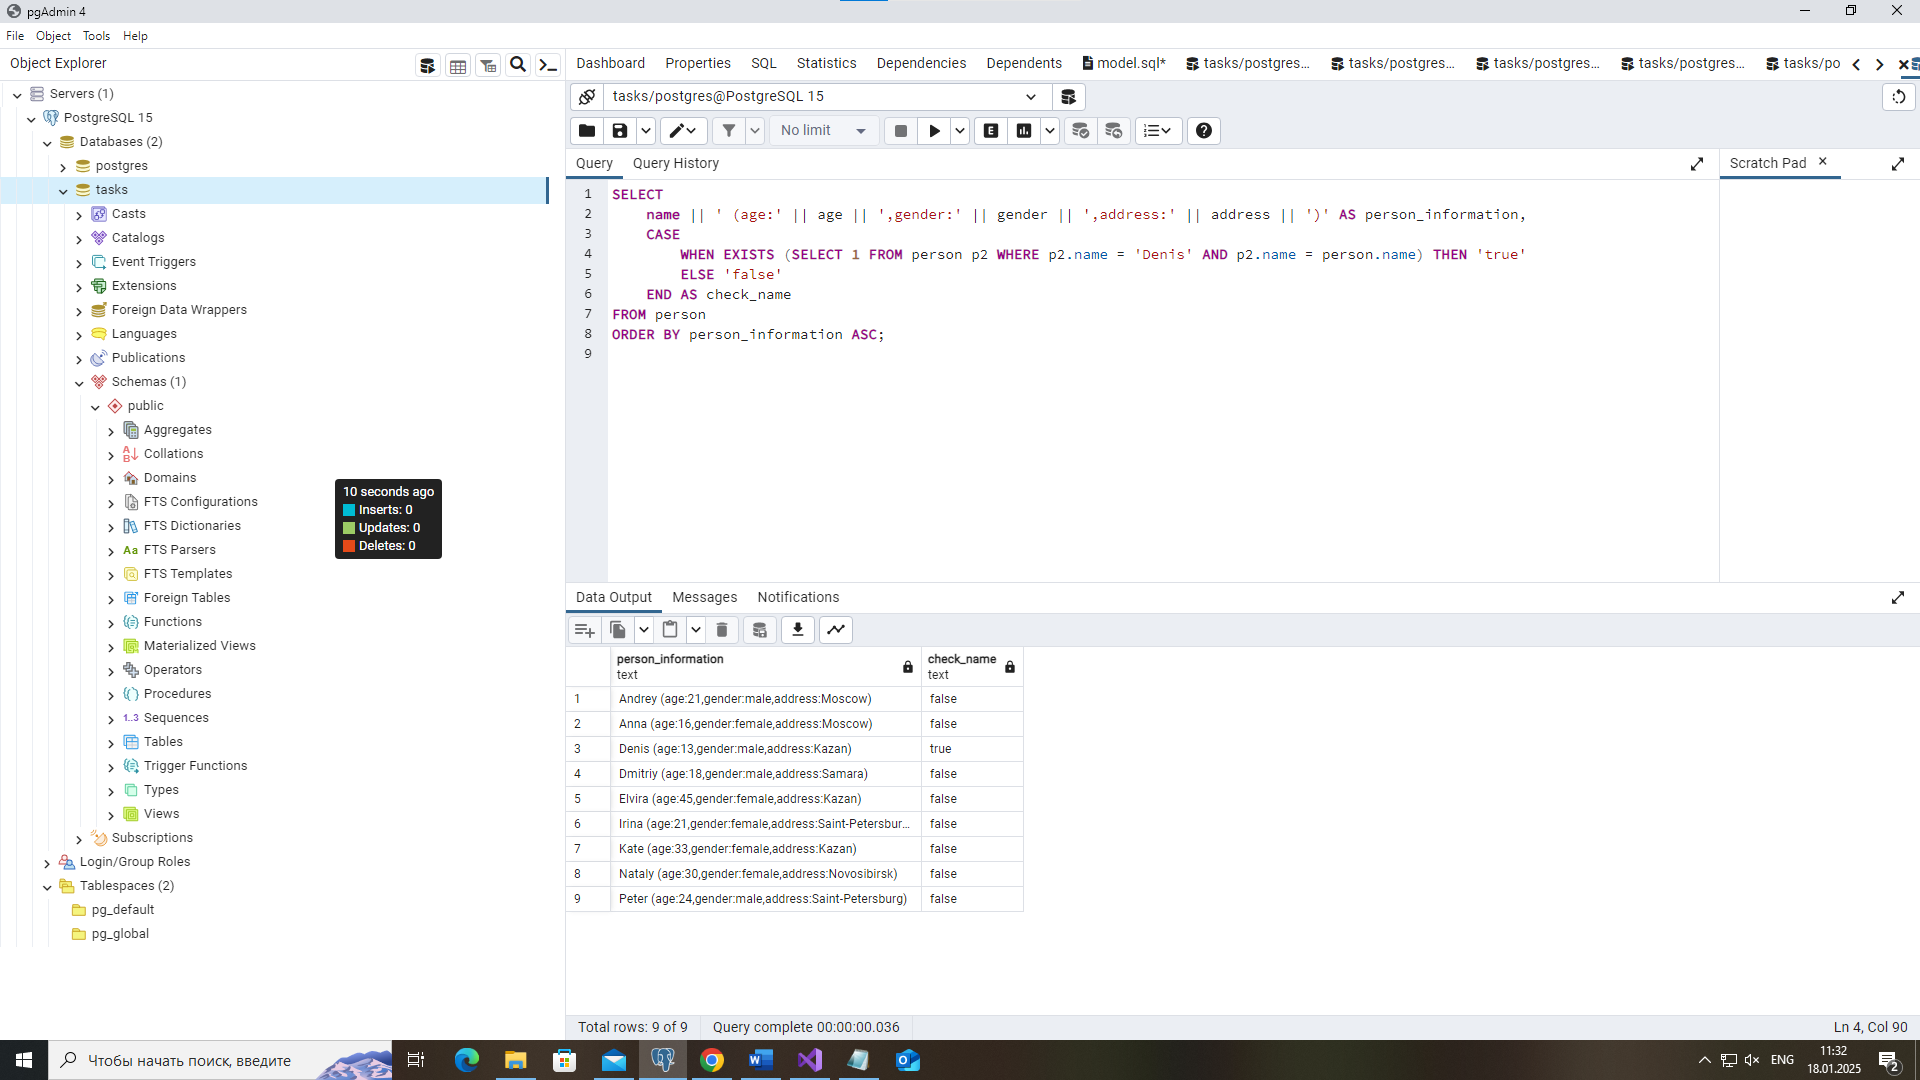 pgAdmin 4
File Object Tools Help
Object Explorer
Dashboard Properties SQL Statistics Dependencies Dependents model.sql* tasks/postgres... tasks/postgres... tasks/postgres... tasks/postgres... tasks/po
Servers (1)
PostgreSQL 15
Databases (2)
postgres
tasks
Casts
Catalogs
Event Triggers
Extensions
Foreign Data Wrappers
Languages
Publications
Schemas (1)
public
Aggregates
Collations
Domains
FTS Configurations
FTS Dictionaries
Aa FTS Parsers
FTS Templates
Foreign Tables
Functions
Materialized Views
Operators
Procedures
1..3 Sequences
Tables
Trigger Functions
Types
Views
Subscriptions
Login/Group Roles
Tablespaces (2)
pg_default
pg_global
10 seconds ago
Inserts: 0
Updates: 0
Deletes: 0
tasks/postgres@PostgreSQL 15
No limit
E
Query Query History
Scratch Pad
1 SELECT
2 name || ' (age:' || age || ',gender:' || gender || ',address:' || address || ')' AS person_information,
3 CASE
4 WHEN EXISTS (SELECT 1 FROM person p2 WHERE p2.name = 'Denis' AND p2.name = person.name) THEN 'true'
5 ELSE 'false'
6 END AS check_name
7 FROM person
8 ORDER BY person_information ASC;
9
Data Output Messages Notifications
person_information check_name
text text
1 Andrey (age:21,gender:male,address:Moscow) false
2 Anna (age:16,gender:female,address:Moscow) false
3 Denis (age:13,gender:male,address:Kazan) true
4 Dmitriy (age:18,gender:male,address:Samara) false
5 Elvira (age:45,gender:female,address:Kazan) false
6 Irina (age:21,gender:female,address:Saint-Petersbur... false
7 Kate (age:33,gender:female,address:Kazan) false
8 Nataly (age:30,gender:female,address:Novosibirsk) false
9 Peter (age:24,gender:male,address:Saint-Petersburg) false
Total rows: 9 of 9 Query complete 00:00:00.036
Ln 4, Col 90
Чтобы начать поиск, введите
ENG
11:32
18.01.2025
2